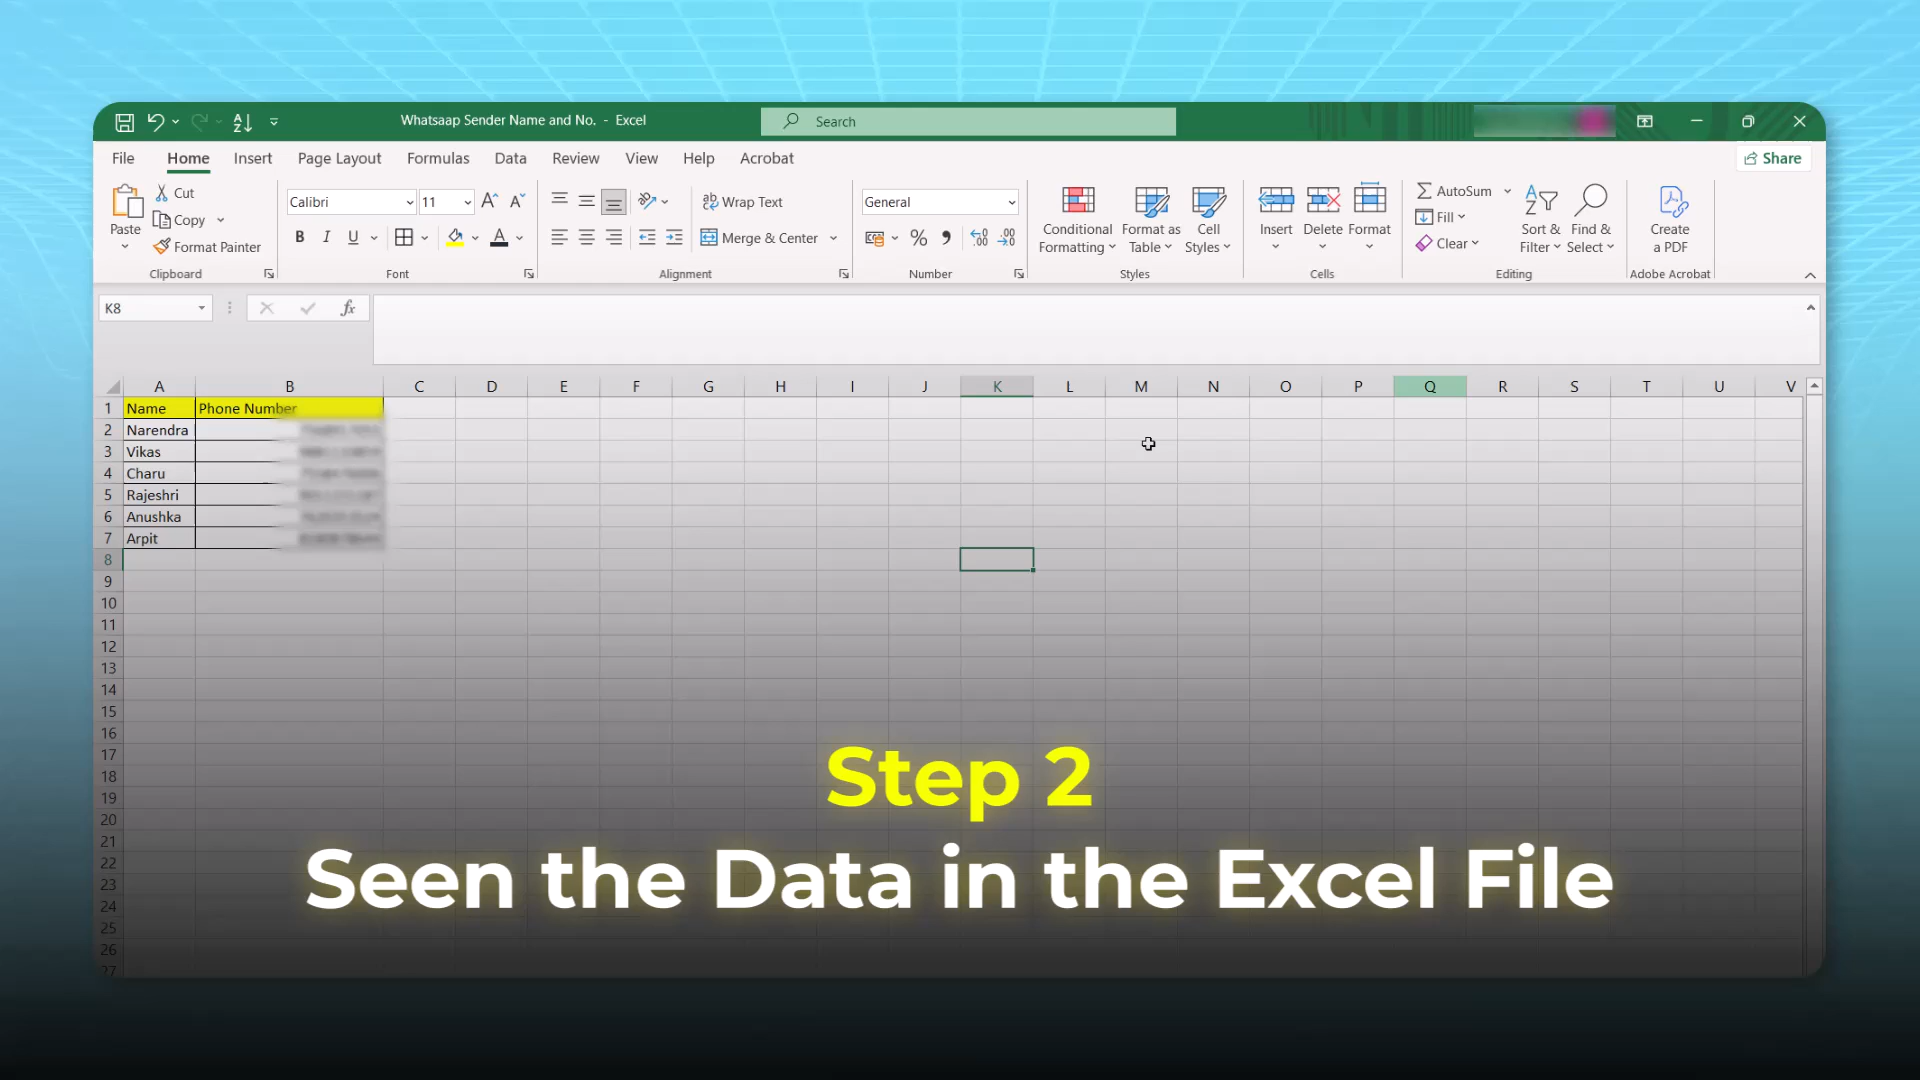 Whatsaap Sender Name and No. - Excel
Search
File Home Insert Page Layout Formulas Data Review View Help Acrobat Share
Paste Cut Copy Format Painter Clipboard
Calibri 11 B I U Font
Wrap Text Merge & Center Alignment
General Number
Conditional Formatting Format as Table Cell Styles Styles
Insert Delete Format Cells
AutoSum Fill Clear Sort & Filter Find & Select Editing
Create a PDF Adobe Acrobat
K8 fx
A B C D E F G H I J K L M N O P Q R S T U V
1 Name Phone Number
2 Narendra
3 Vikas
4 Charu
5 Rajeshri
6 Anushka
7 Arpit
8
9
10
11
12
13
14
15
16
17
18
19
20
21
22
23
24
25
26
27
Step 2
Seen the Data in the Excel File